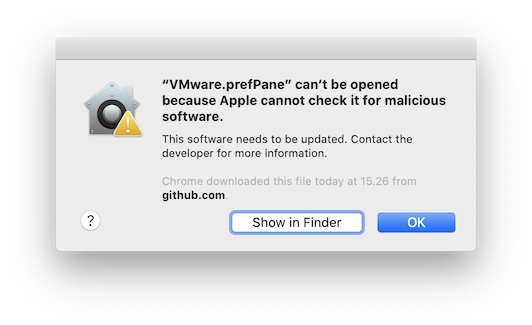 “VMware.prefPane” can’t be opened
because Apple cannot check it for malicious
software.
This software needs to be updated. Contact the
developer for more information.
Chrome downloaded this file today at 15.26 from
github.com.
?
Show in Finder
OK